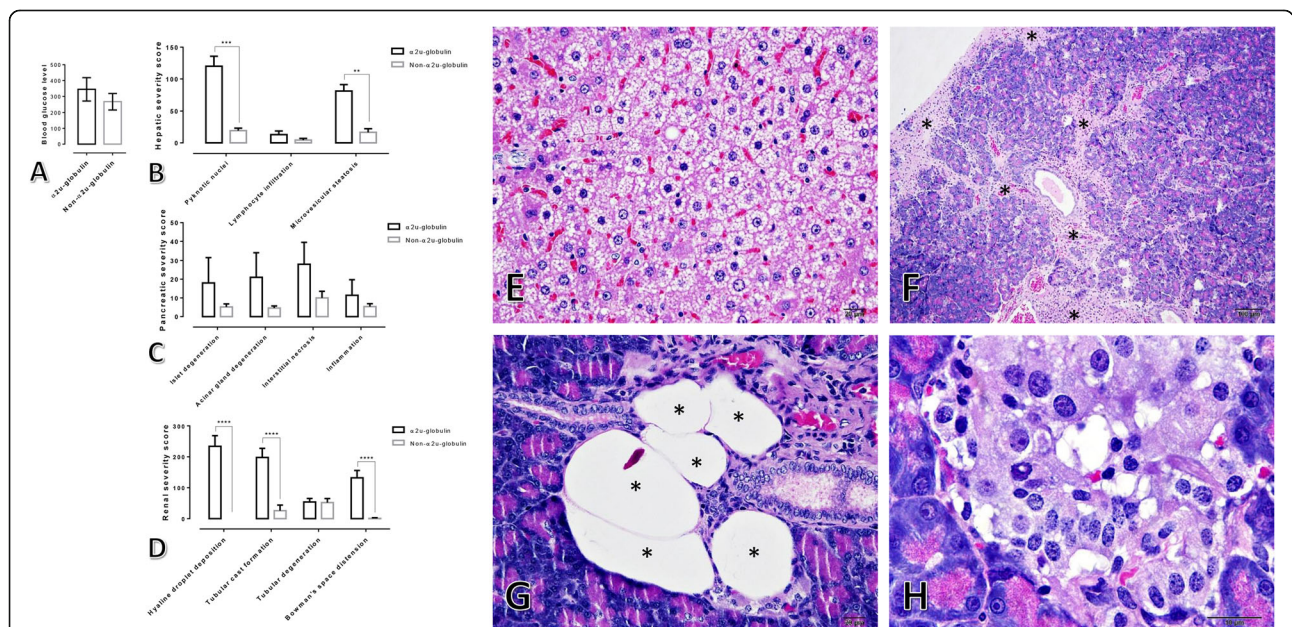 Blood glucose level
500
400
300
200
100
0
α2u-globulin
Non-α2u-globulin
A
Hepatic severity score
150
100
50
0
***
**
α2u-globulin
Non-α2u-globulin
Pyknotic nuclei
Lymphocyte infiltration
Microvesicular steatosis
B
Pancreatic severity score
50
40
30
20
10
0
α2u-globulin
Non-α2u-globulin
Islet degeneration
Acinar gland degeneration
Interstitial necrosis
Inflammation
C
Renal severity score
300
200
100
0
****
****
****
α2u-globulin
Non-α2u-globulin
Hyaline droplet deposition
Tubular cast formation
Tubular degeneration
Bowman's space distension
D
E
F
*
*
*
*
*
*
100 µm
G
*
*
*
*
*
*
H